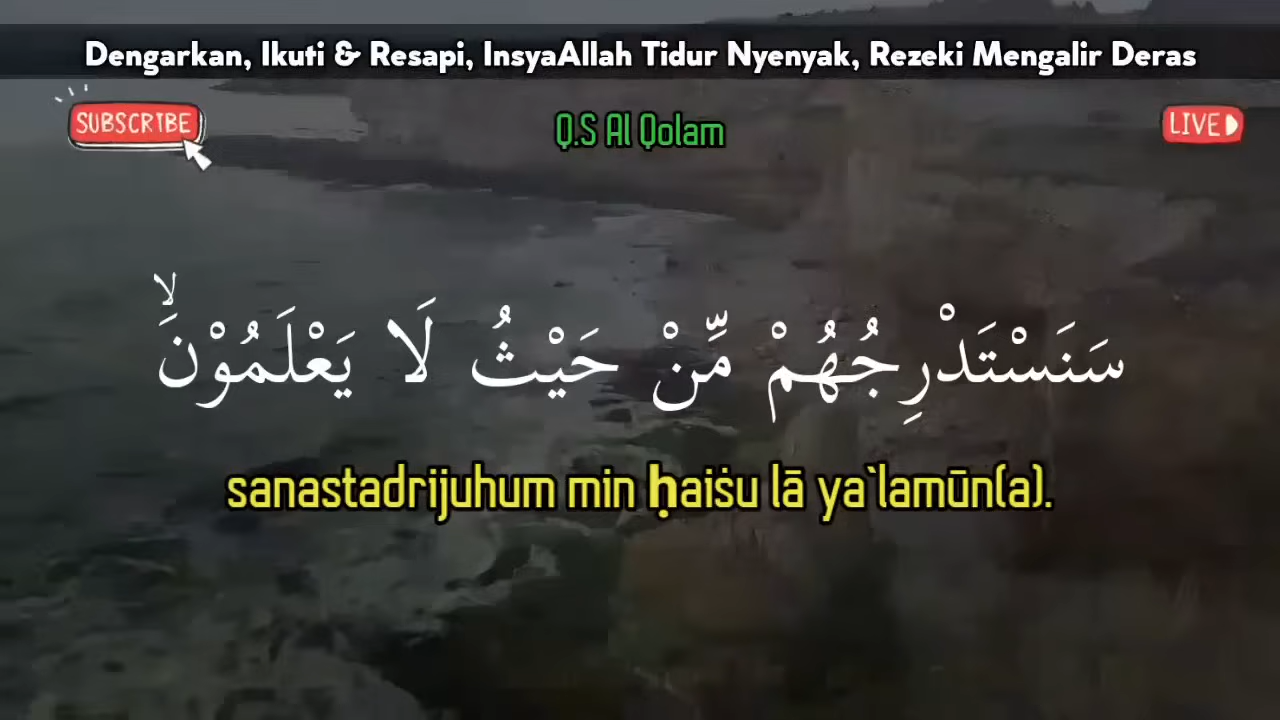 Dengarkan, Ikuti & Resapi, InsyaAllah Tidur Nyenyak, Rezeki Mengalir Deras
SUBSCRIBE
Q.S Al Qolam
LIVE
سَنَسْتَدْرِجُهُمْ مِّنْ حَيْثُ لَا يَعْلَمُوْنَۙ
sanastadrijuhum min ḥaiṡu lā ya`lamūn(a).